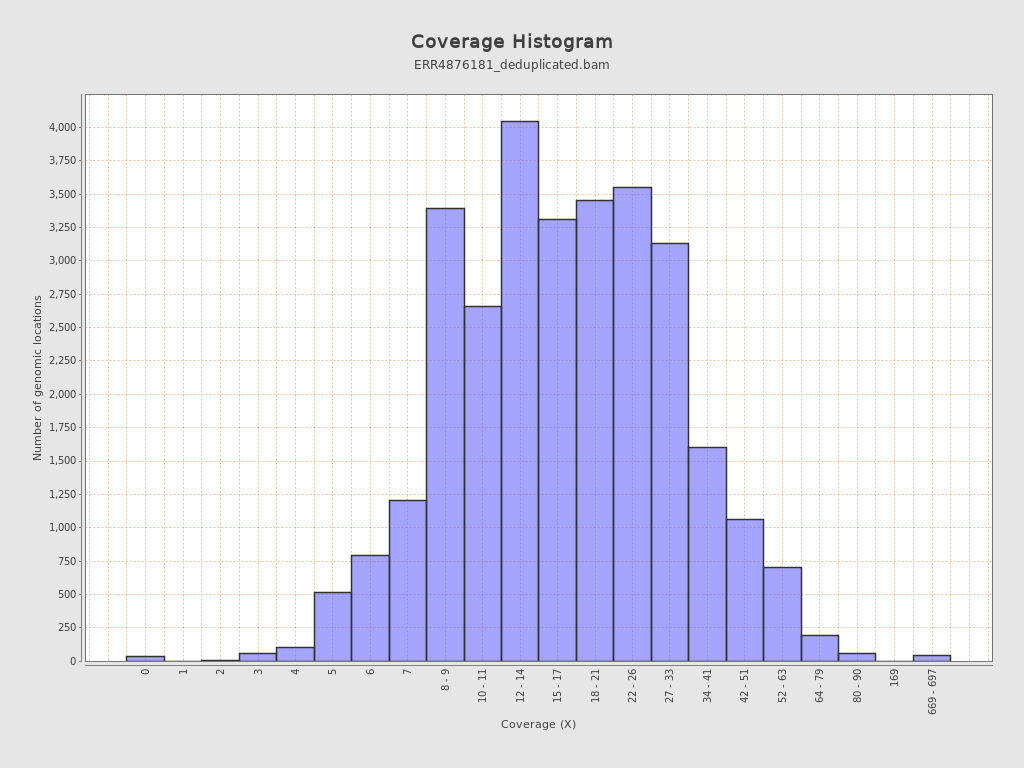 Coverage Histogram
ERR4876181_deduplicated.bam
Number of genomic locations
4,000
3,750
3,500
3,250
3,000
2,750
2,500
2,250
2,000
1,750
1,500
1,250
1,000
750
500
250
0
0
1
2
3
4
5
6
7
8 - 9
10 - 11
12 - 14
15 - 17
18 - 21
22 - 26
27 - 33
34 - 41
42 - 51
52 - 63
64 - 79
80 - 90
169
669 - 697
Coverage (X)